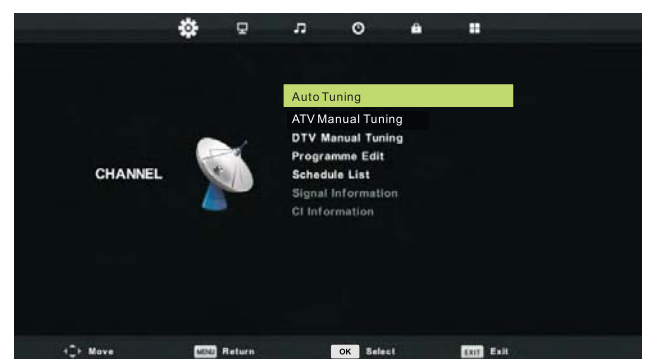 Auto Tuning
ATV Manual Tuning
DTV Manual Tuning
Programme Edit
CHANNEL
Schedule List
Signal Information
CI Information
Move
MENU Return
OK Select
EXIT Exit